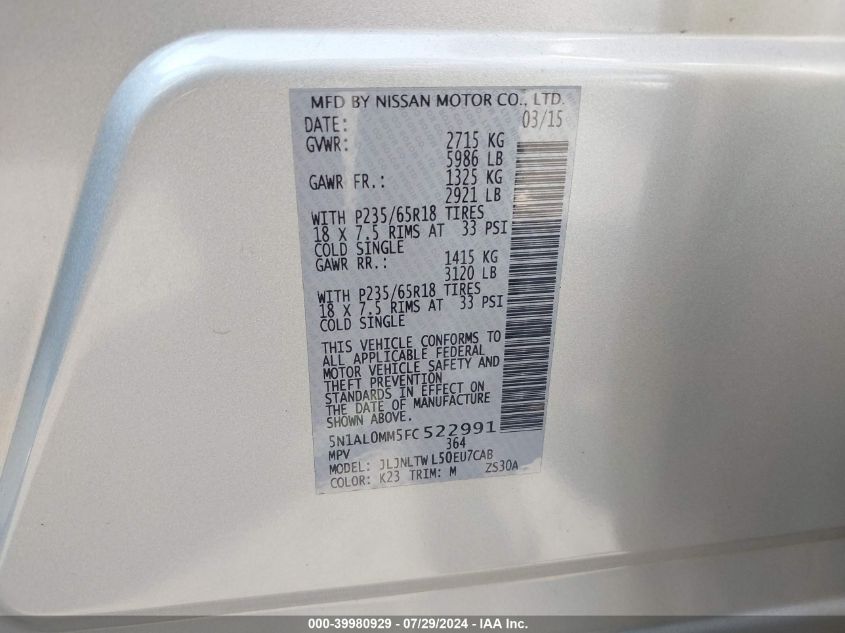 MFD BY NISSAN MOTOR CO., LTD.
DATE: 03/15
GVWR: 2715 KG
5986 LB
GAWR FR.: 1325 KG
2921 LB
WITH P235/65R18 TIRES
18 X 7.5 RIMS AT 33 PSI
COLD SINGLE
GAWR RR.: 1415 KG
3120 LB
WITH P235/65R18 TIRES
18 X 7.5 RIMS AT 33 PSI
COLD SINGLE
THIS VEHICLE CONFORMS TO
ALL APPLICABLE FEDERAL
MOTOR VEHICLE SAFETY AND
THEFT PREVENTION
STANDARDS IN EFFECT ON
THE DATE OF MANUFACTURE
SHOWN ABOVE.
5N1AL0MM5FC522991
MPV 364
MODEL: JLJNLTW L50EU7CAB
COLOR: K23 TRIM: M ZS30A
000-39980929 - 07/29/2024 - IAA Inc.